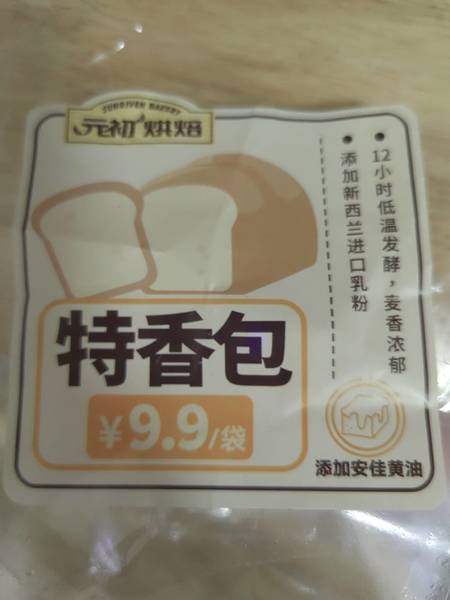 SUNRIVER BAKERY
元初烘焙
12小时低温发酵，麦香浓郁
添加新西兰进口乳粉
特香包
¥9.9/袋
添加安佳黄油